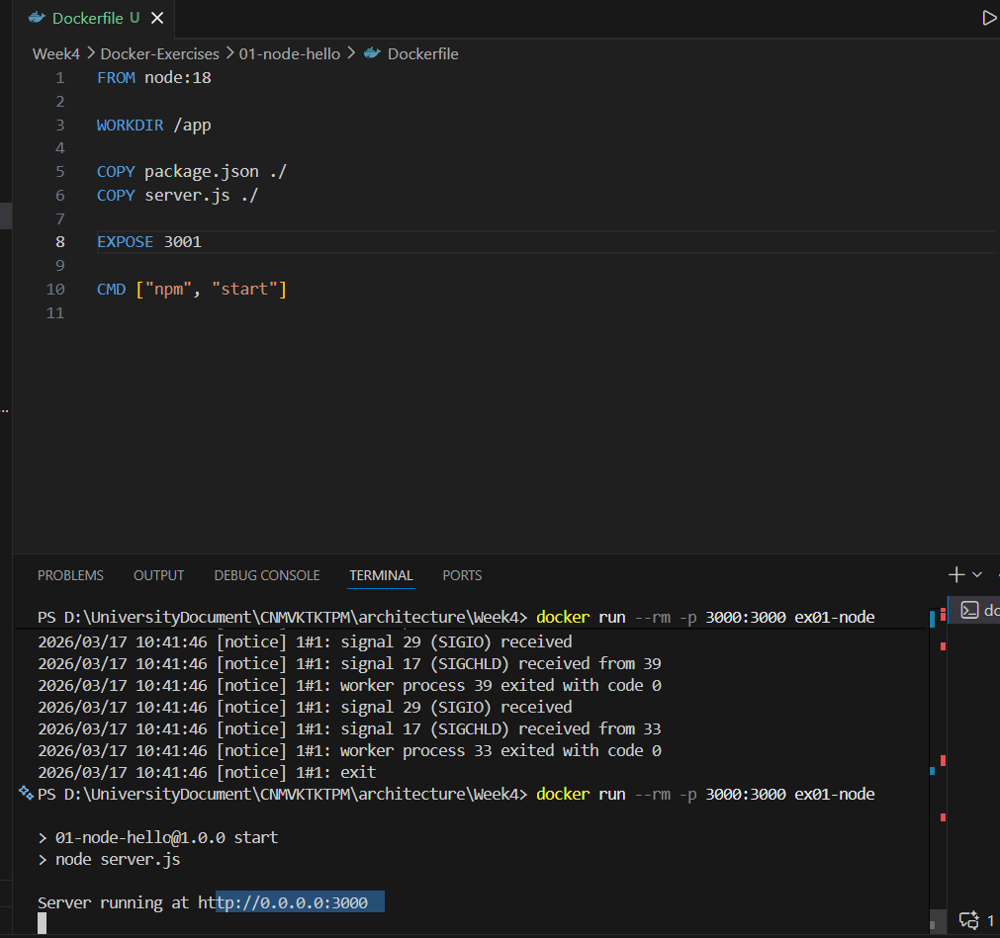 Dockerfile U
Week4 > Docker-Exercises > 01-node-hello > Dockerfile
1 FROM node:18
2
3 WORKDIR /app
4
5 COPY package.json ./
6 COPY server.js ./
7
8 EXPOSE 3001
9
10 CMD ["npm", "start"]
11
...
PROBLEMS OUTPUT DEBUG CONSOLE TERMINAL PORTS
PS D:\UniversityDocument\CNMVKTKTPM\architecture\Week4> docker run --rm -p 3000:3000 ex01-node
2026/03/17 10:41:46 [notice] 1#1: signal 29 (SIGIO) received
2026/03/17 10:41:46 [notice] 1#1: signal 17 (SIGCHLD) received from 39
2026/03/17 10:41:46 [notice] 1#1: worker process 39 exited with code 0
2026/03/17 10:41:46 [notice] 1#1: signal 29 (SIGIO) received
2026/03/17 10:41:46 [notice] 1#1: signal 17 (SIGCHLD) received from 33
2026/03/17 10:41:46 [notice] 1#1: worker process 33 exited with code 0
2026/03/17 10:41:46 [notice] 1#1: exit
PS D:\UniversityDocument\CNMVKTKTPM\architecture\Week4> docker run --rm -p 3000:3000 ex01-node
> 01-node-hello@1.0.0 start
> node server.js
Server running at http://0.0.0.0:3000
do
1